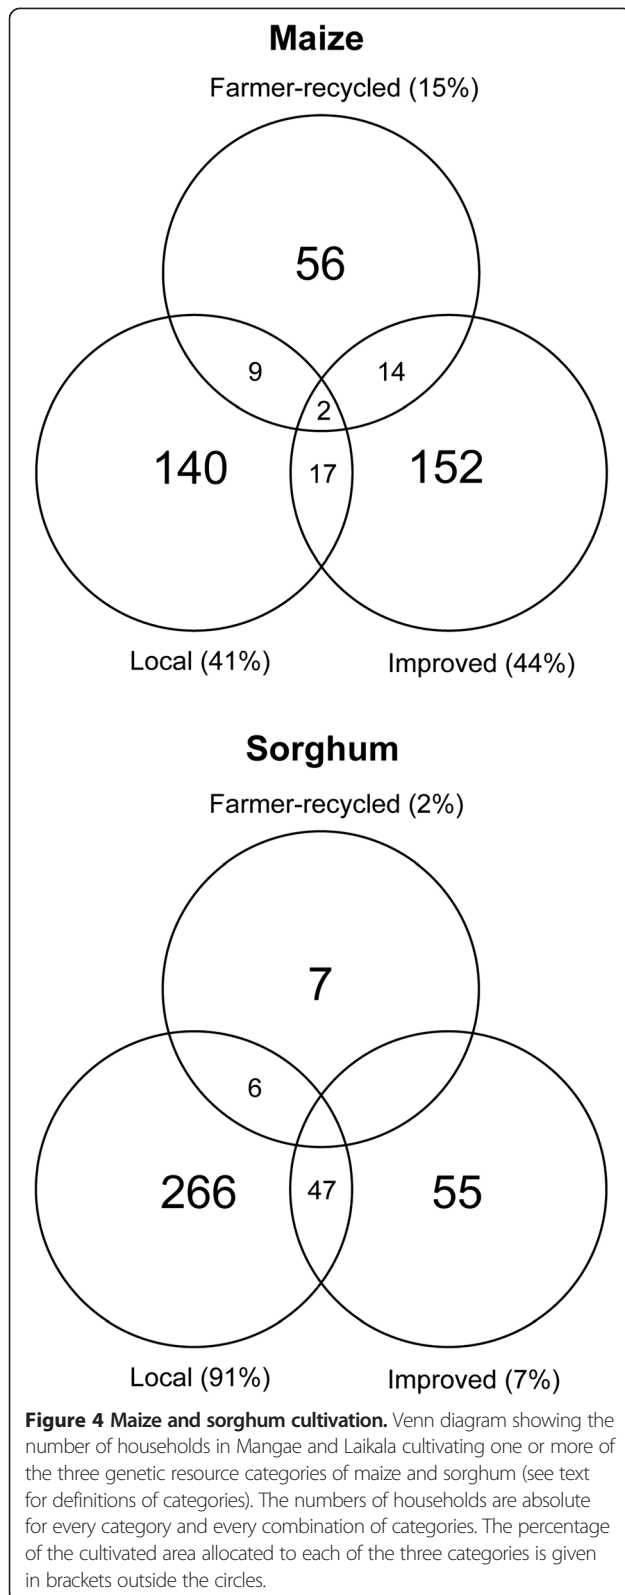 Maize
Farmer-recycled (15%)
56
9
14
2
140
17
152
Local (41%)
Improved (44%)
Sorghum
Farmer-recycled (2%)
7
6
266
47
55
Local (91%)
Improved (7%)
Figure 4 Maize and sorghum cultivation. Venn diagram showing the
number of households in Mangae and Laikala cultivating one or more of
the three genetic resource categories of maize and sorghum (see text
for definitions of categories). The numbers of households are absolute
for every category and every combination of categories. The percentage
of the cultivated area allocated to each of the three categories is given
in brackets outside the circles.